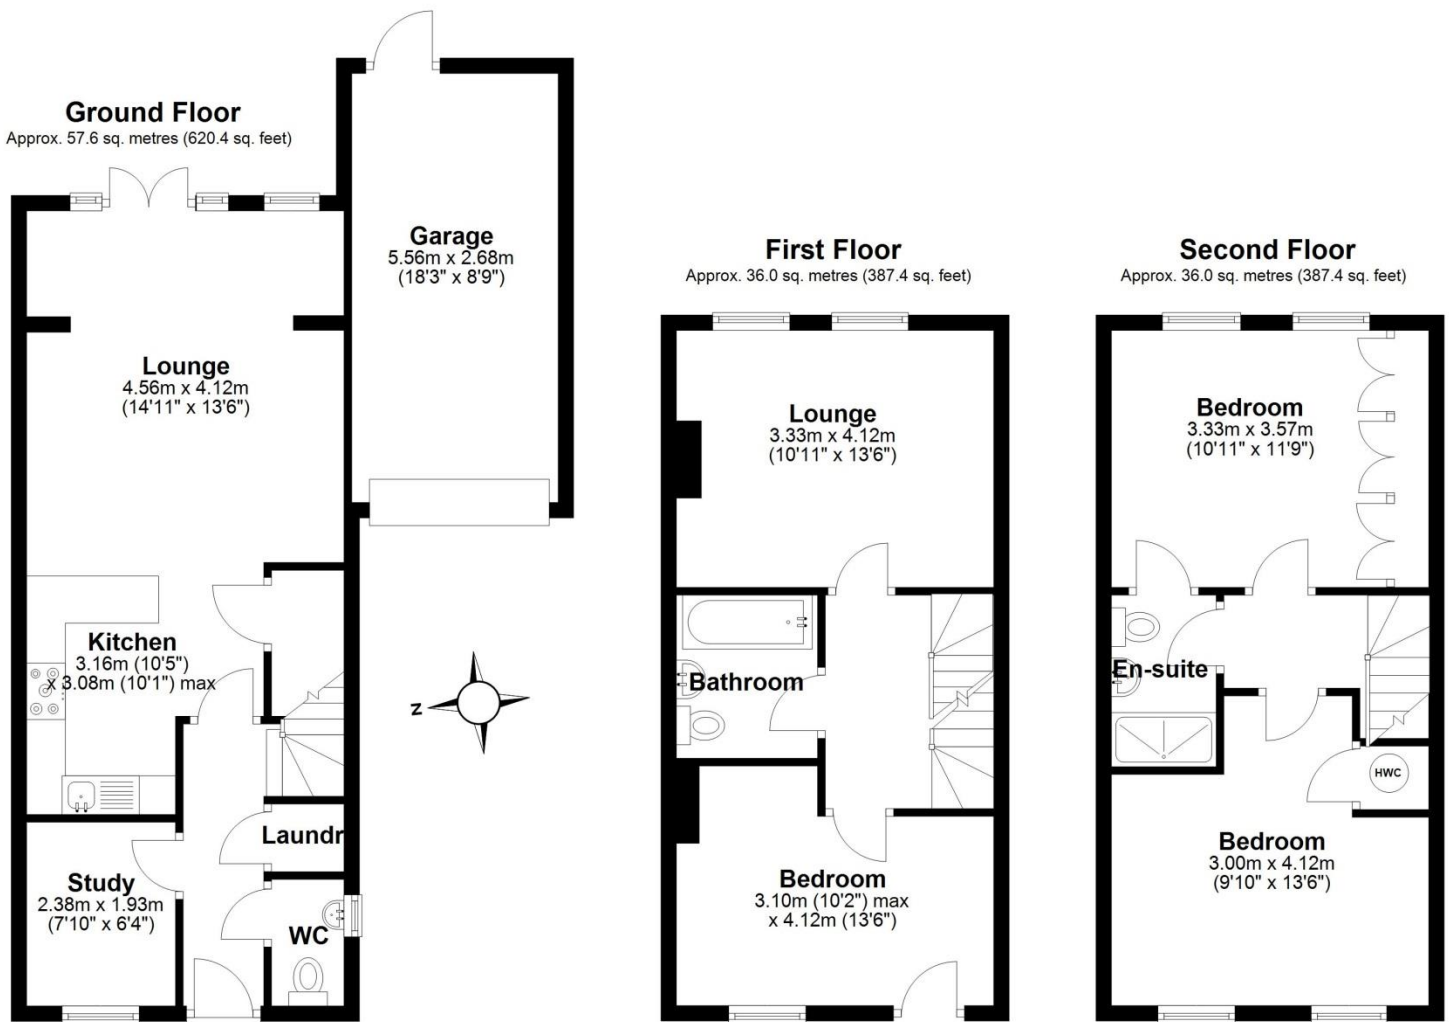 Ground Floor
Approx. 57.6 sq. metres (620.4 sq. feet)
Garage
5.56m x 2.68m
(18'3" x 8'9")
Lounge
4.56m x 4.12m
(14'11" x 13'6")
Kitchen
3.16m (10'5")
x 3.08m (10'1") max
Laundr
Study
2.38m x 1.93m
(7'10" x 6'4")
WC
N
First Floor
Approx. 36.0 sq. metres (387.4 sq. feet)
Lounge
3.33m x 4.12m
(10'11" x 13'6")
Bathroom
Bedroom
3.10m (10'2") max
x 4.12m (13'6")
Second Floor
Approx. 36.0 sq. metres (387.4 sq. feet)
Bedroom
3.33m x 3.57m
(10'11" x 11'9")
En-suite
HWC
Bedroom
3.00m x 4.12m
(9'10" x 13'6")